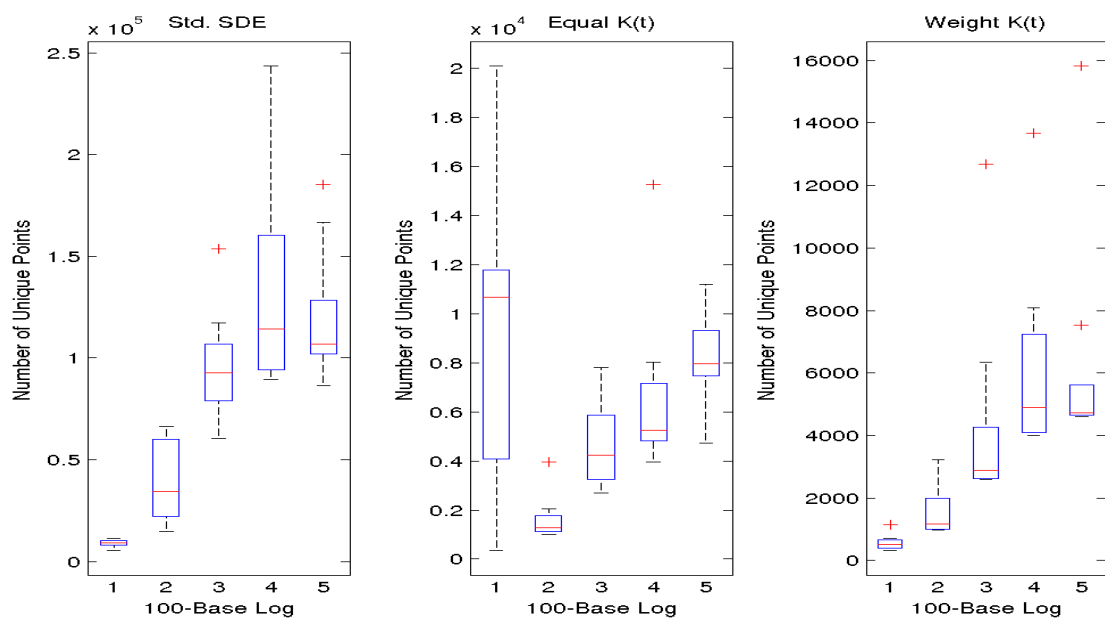 Std. SDE
x 10^5
2.5
2
1.5
1
0.5
0
Number of Unique Points
1 2 3 4 5
100-Base Log
Equal K(t)
x 10^4
2
1.8
1.6
1.4
1.2
1
0.8
0.6
0.4
0.2
0
Number of Unique Points
1 2 3 4 5
100-Base Log
Weight K(t)
16000
14000
12000
10000
8000
6000
4000
2000
0
Number of Unique Points
1 2 3 4 5
100-Base Log